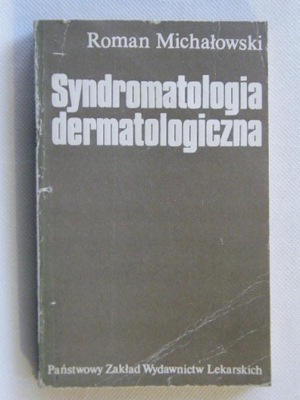 Roman Michałowski
Syndromatologia
dermatologiczna
Państwowy Zakład Wydawnictw Lekarskich